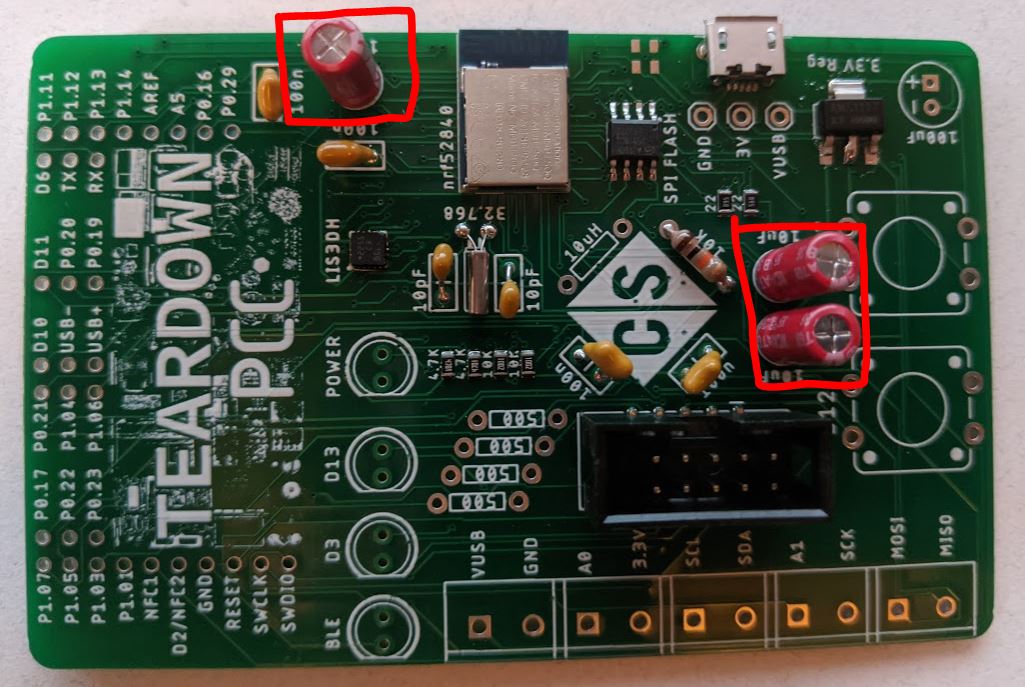 P1.11
P1.12
P1.13
P1.14
AREF
A5
P0.16
P0.29
100n
nrf52840
SPI FLASH
GND
3V
VUSB
3.3V Reg
+
-
100uF
D6
TX
RX
D11
P0.20
P0.19
D10
USB-
USB+
P0.21
P1.04
P1.06
P0.17
P0.22
P0.23
P1.07
P1.05
P1.03
P1.01
NFC1
D2/NFC2
GND
RESET
SWCLK
SWDIO
TEARDOWN
PCC
LIS3DH
32.768
10pF
10pF
10uH
10K
22
22
10uF
10uF
CS
POWER
4.7K
4.7K
10K
10K
D13
D3
BLE
500
500
500
500
VUSB
GND
A0
3.3V
SCL
SDA
A1
SCK
MOSI
MISO